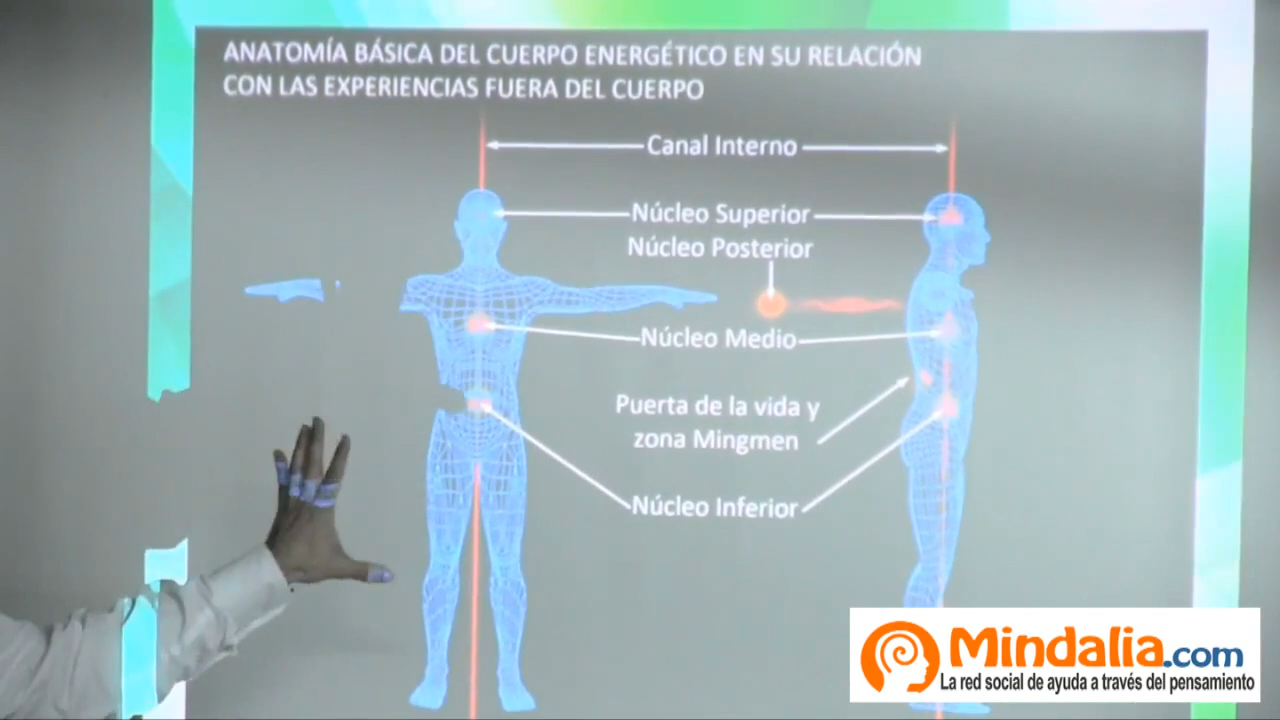 ANATOMÍA BÁSICA DEL CUERPO ENERGÉTICO EN SU RELACIÓN
CON LAS EXPERIENCIAS FUERA DEL CUERPO
Canal Interno
Núcleo Superior
Núcleo Posterior
Núcleo Medio
Puerta de la vida y
zona Mingmen
Núcleo Inferior
Mindalia.com
La red social de ayuda a través del pensamiento